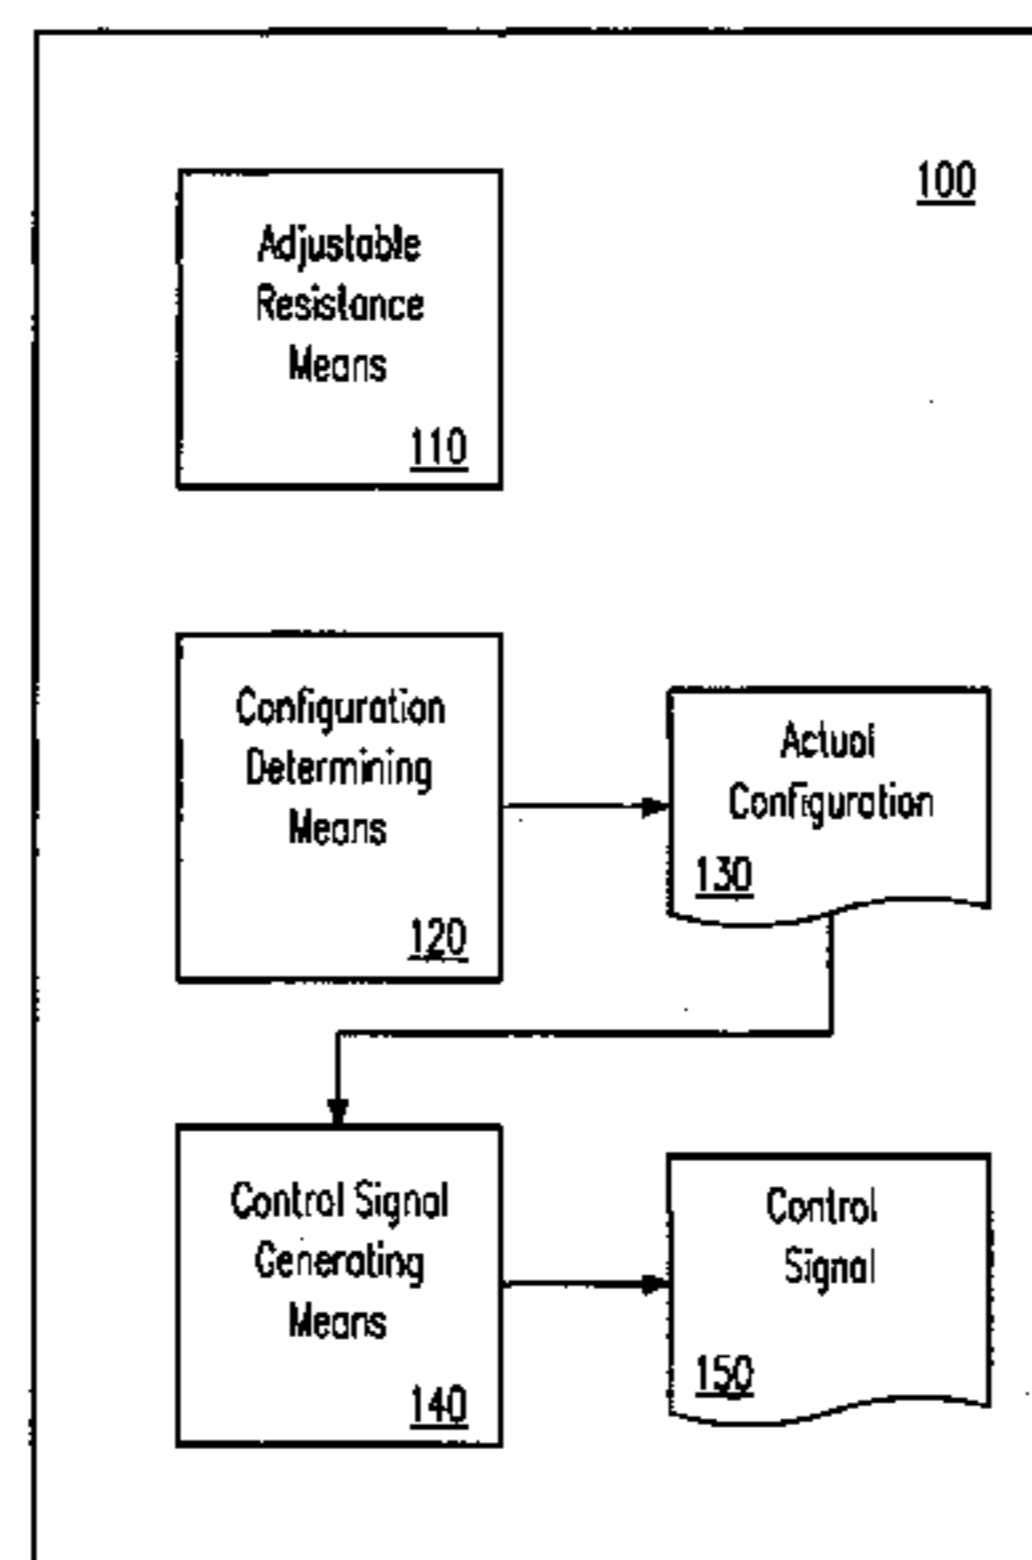 100
Adjustable
Resistance
Means
110
Configuration
Determining
Means
120
Actual
Configuration
130
Control Signal
Generating
Means
140
Control
Signal
150